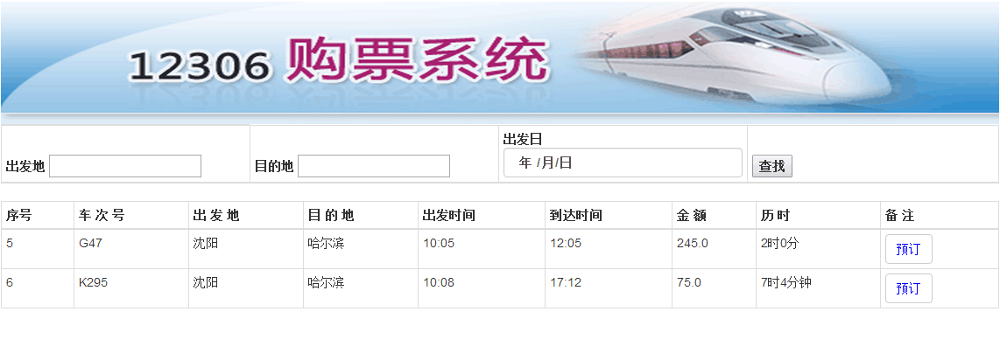 12306 购票系统
出发日
出发地 目的地 年 /月/日 查找
序号 车 次 号 出 发 地 目 的 地 出发时间 到达时间 金 额 历 时 备 注
5 G47 沈阳 哈尔滨 10:05 12:05 245.0 2时0分 预订
6 K295 沈阳 哈尔滨 10:08 17:12 75.0 7时4分钟 预订